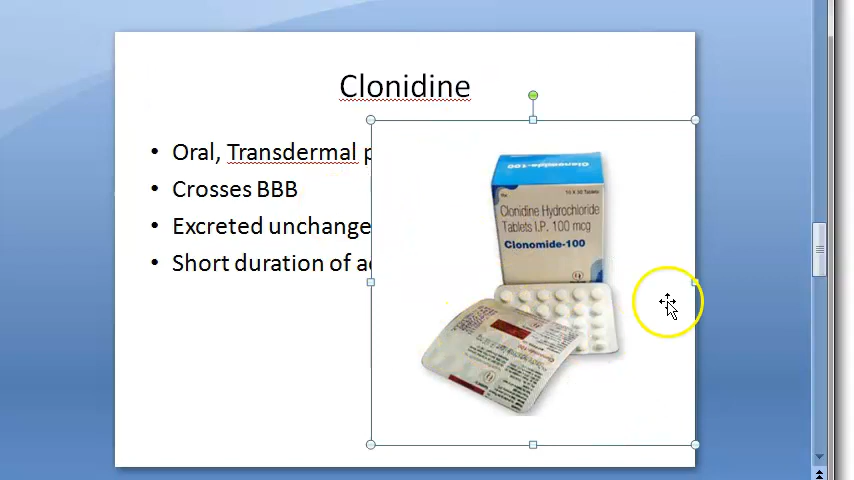 Clonidine
• Oral, Transdermal p
• Crosses BBB
• Excreted unchange
• Short duration of a
Clonomide-100
10 X 30 Tablets
Clonidine Hydrochloride
Tablets I.P. 100 mcg
Clonomide-100